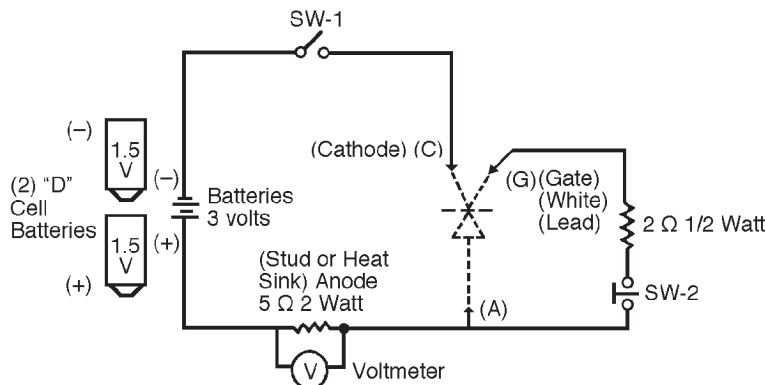 SW-1
(-)
1.5
V
(2) “D”
Cell
Batteries
1.5
V
(+)
(-)
Batteries
3 volts
(+)
(Cathode) (C)
(G) (Gate)
(White)
(Lead)
2 Ω 1/2 Watt
SW-2
(Stud or Heat
Sink) Anode
5 Ω 2 Watt
(A)
V
Voltmeter